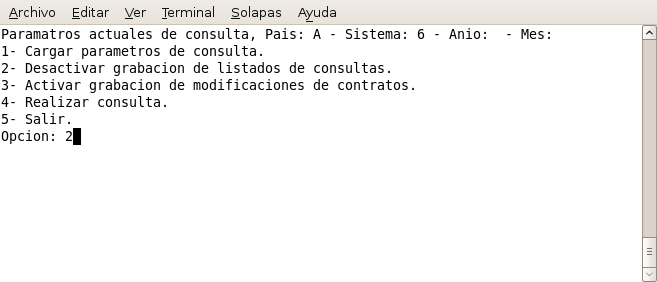 Archivo Editar Ver Terminal Solapas Ayuda
Paramatros actuales de consulta, Pais: A - Sistema: 6 - Anio:  - Mes:
1- Cargar parametros de consulta.
2- Desactivar grabacion de listados de consultas.
3- Activar grabacion de modificaciones de contratos.
4- Realizar consulta.
5- Salir.
Opcion: 2